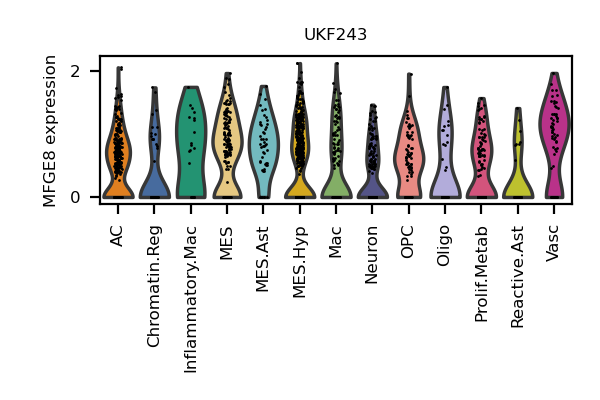 UKF243
MFGE8 expression
2
0
AC
Chromatin.Reg
Inflammatory.Mac
MES
MES.Ast
MES.Hyp
Mac
Neuron
OPC
Oligo
Prolif.Metab
Reactive.Ast
Vasc